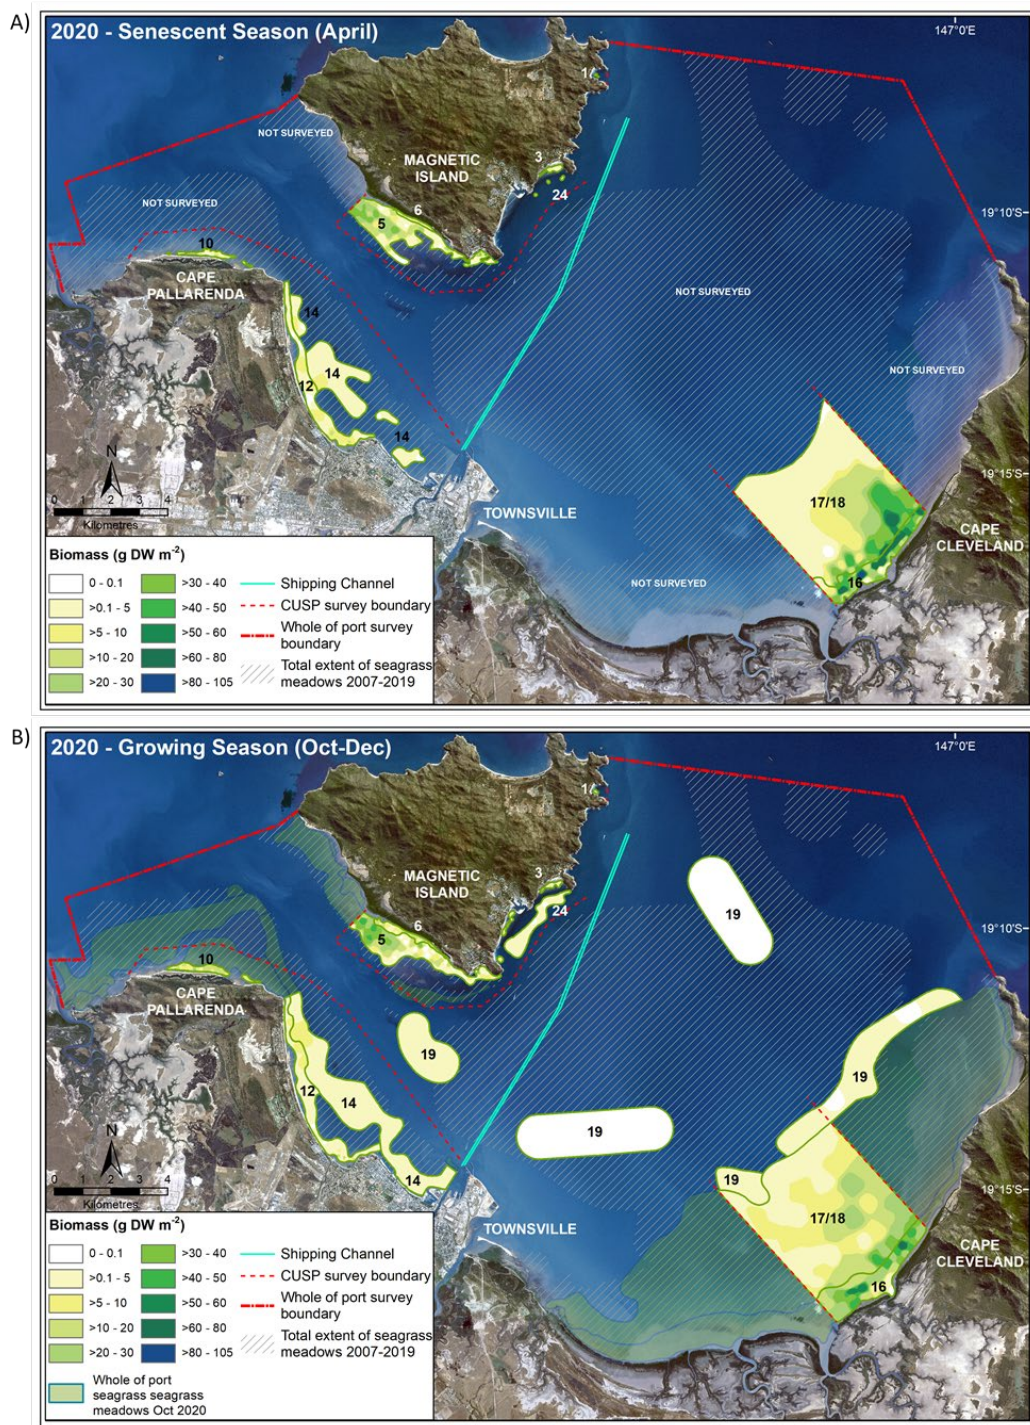 A)
2020 - Senescent Season (April)
147°0'E
17
NOT SURVEYED
MAGNETIC
ISLAND
3
24
NOT SURVEYED
6
5
19°10'S
10
CAPE
PALLARENDA
NOT SURVEYED
14
NOT SURVEYED
14
12
14
N
0 1 2 4
Kilometres
19°15'S
17/18
TOWNSVILLE
CAPE
CLEVELAND
NOT SURVEYED
16
Biomass (g DW m-2)
0 - 0.1
>0.1 - 5
>5 - 10
>10 - 20
>20 - 30
>30 - 40
>40 - 50
>50 - 60
>60 - 80
>80 - 105
Shipping Channel
CUSP survey boundary
Whole of port survey
boundary
Total extent of seagrass
meadows 2007-2019
B)
2020 - Growing Season (Oct-Dec)
147°0'E
17
MAGNETIC
ISLAND
3
24
19
6
5
19°10'S
10
CAPE
PALLARENDA
19
19
12
14
19
N
0 1 2 4
Kilometres
14
19
19°15'S
17/18
TOWNSVILLE
CAPE
CLEVELAND
16
Biomass (g DW m-2)
0 - 0.1
>0.1 - 5
>5 - 10
>10 - 20
>20 - 30
>30 - 40
>40 - 50
>50 - 60
>60 - 80
>80 - 105
Shipping Channel
CUSP survey boundary
Whole of port survey
boundary
Total extent of seagrass
meadows 2007-2019
Whole of port
seagrass seagrass
meadows Oct 2020